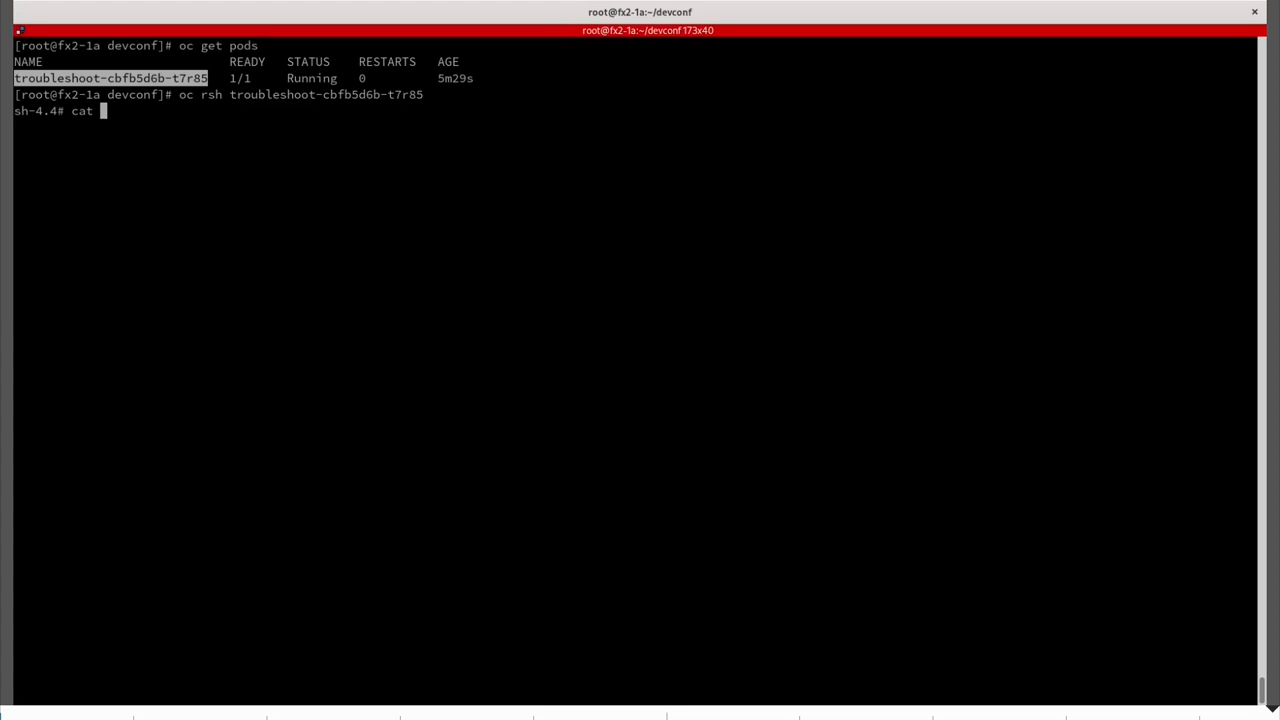 root@fx2-1a:~/devconf
×
root@fx2-1a:~/devconf 173x40
[root@fx2-1a devconf]# oc get pods
NAME READY STATUS RESTARTS AGE
troubleshoot-cbfb5d6b-t7r85 1/1 Running 0 5m29s
[root@fx2-1a devconf]# oc rsh troubleshoot-cbfb5d6b-t7r85
sh-4.4# cat